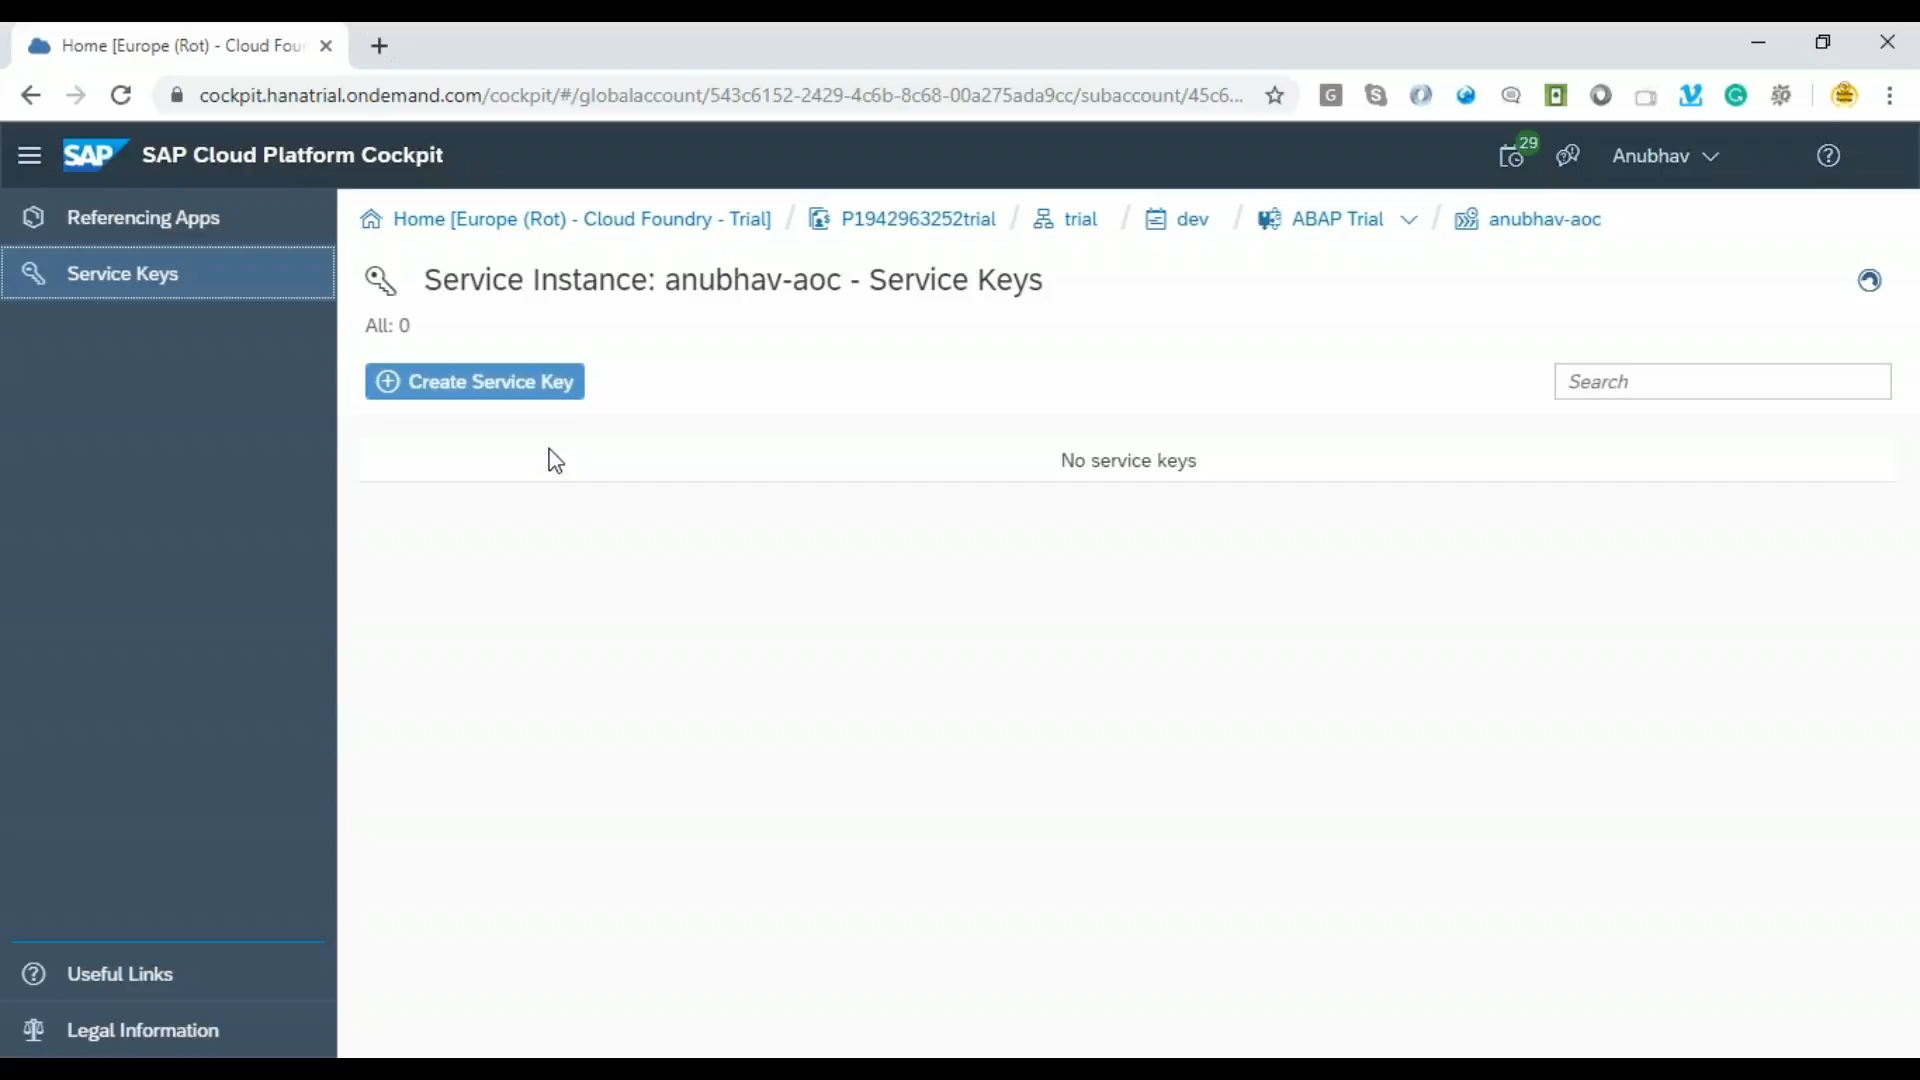 Home [Europe (Rot) - Cloud Fou
cockpit.hanatrial.ondemand.com/cockpit/#/globalaccount/543c6152-2429-4c6b-8c68-00a275ada9cc/subaccount/45c6...
SAP SAP Cloud Platform Cockpit
29
Anubhav
Referencing Apps
Service Keys
Home [Europe (Rot) - Cloud Foundry - Trial] / P1942963252trial / trial / dev / ABAP Trial / anubhav-aoc
Service Instance: anubhav-aoc - Service Keys
All: 0
Create Service Key
Search
No service keys
Useful Links
Legal Information